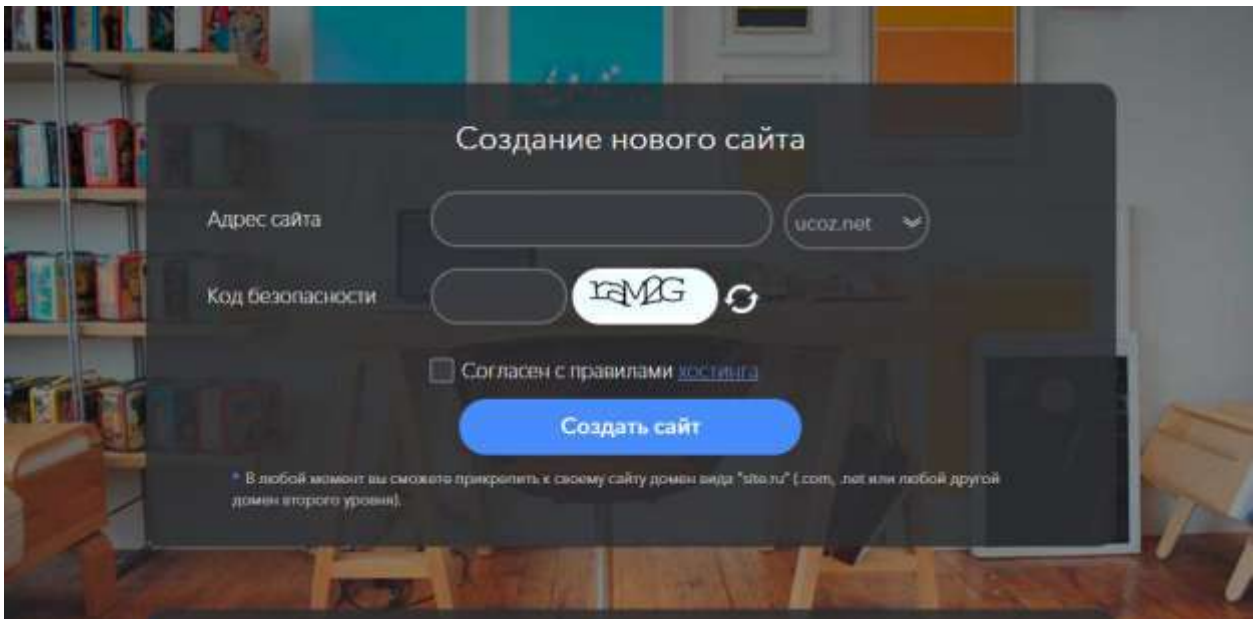 Создание нового сайта
Адрес сайта
ucoz.net
Код безопасности
raM2G
Согласен с правилами хостинга
Создать сайт
* В любой момент вы сможете прикрепить к своему сайту домен вида "site.ru" (.com, .net или любой другой
домен второго уровня).